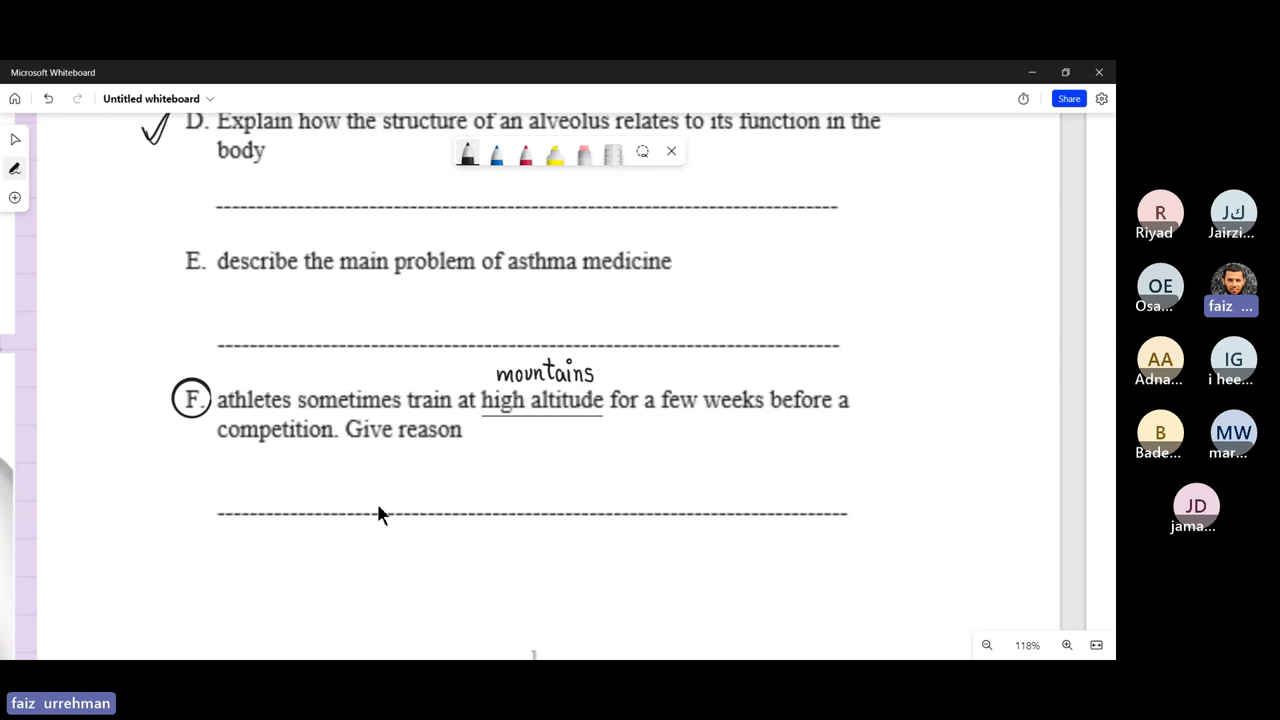 Microsoft Whiteboard
Untitled whiteboard
Share
D. Explain how the structure of an alveolus relates to its function in the
body
E. describe the main problem of asthma medicine
mountains
F. athletes sometimes train at high altitude for a few weeks before a
competition. Give reason
118%
R
Riyad
Jك
Jairzi...
OE
Osa...
faiz ...
AA
Adna...
IG
i hee...
B
Bade...
MW
mar...
JD
jama...
faiz urrehman